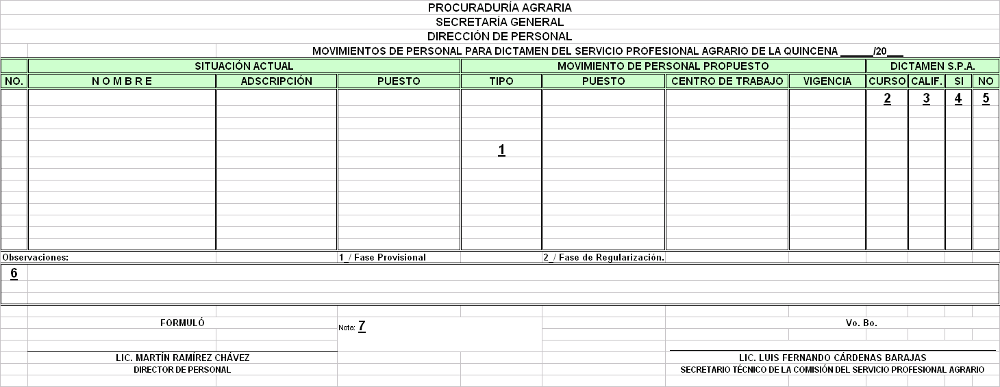 PROCURADURÍA AGRARIA
SECRETARÍA GENERAL
DIRECCIÓN DE PERSONAL
MOVIMIENTOS DE PERSONAL PARA DICTAMEN DEL SERVICIO PROFESIONAL AGRARIO DE LA QUINCENA ______/20___
SITUACIÓN ACTUAL MOVIMIENTO DE PERSONAL PROPUESTO DICTAMEN S.P.A.
NO. N O M B R E ADSCRIPCIÓN PUESTO TIPO PUESTO CENTRO DE TRABAJO VIGENCIA CURSO CALIF. SI NO
2 3 4 5
1
Observaciones: 1_/ Fase Provisional 2_/ Fase de Regularización.
6
FORMULÓ Nota: 7 Vo. Bo.
LIC. MARTÍN RAMÍREZ CHÁVEZ LIC. LUIS FERNANDO CÁRDENAS BARAJAS
DIRECTOR DE PERSONAL SECRETARIO TÉCNICO DE LA COMISIÓN DEL SERVICIO PROFESIONAL AGRARIO